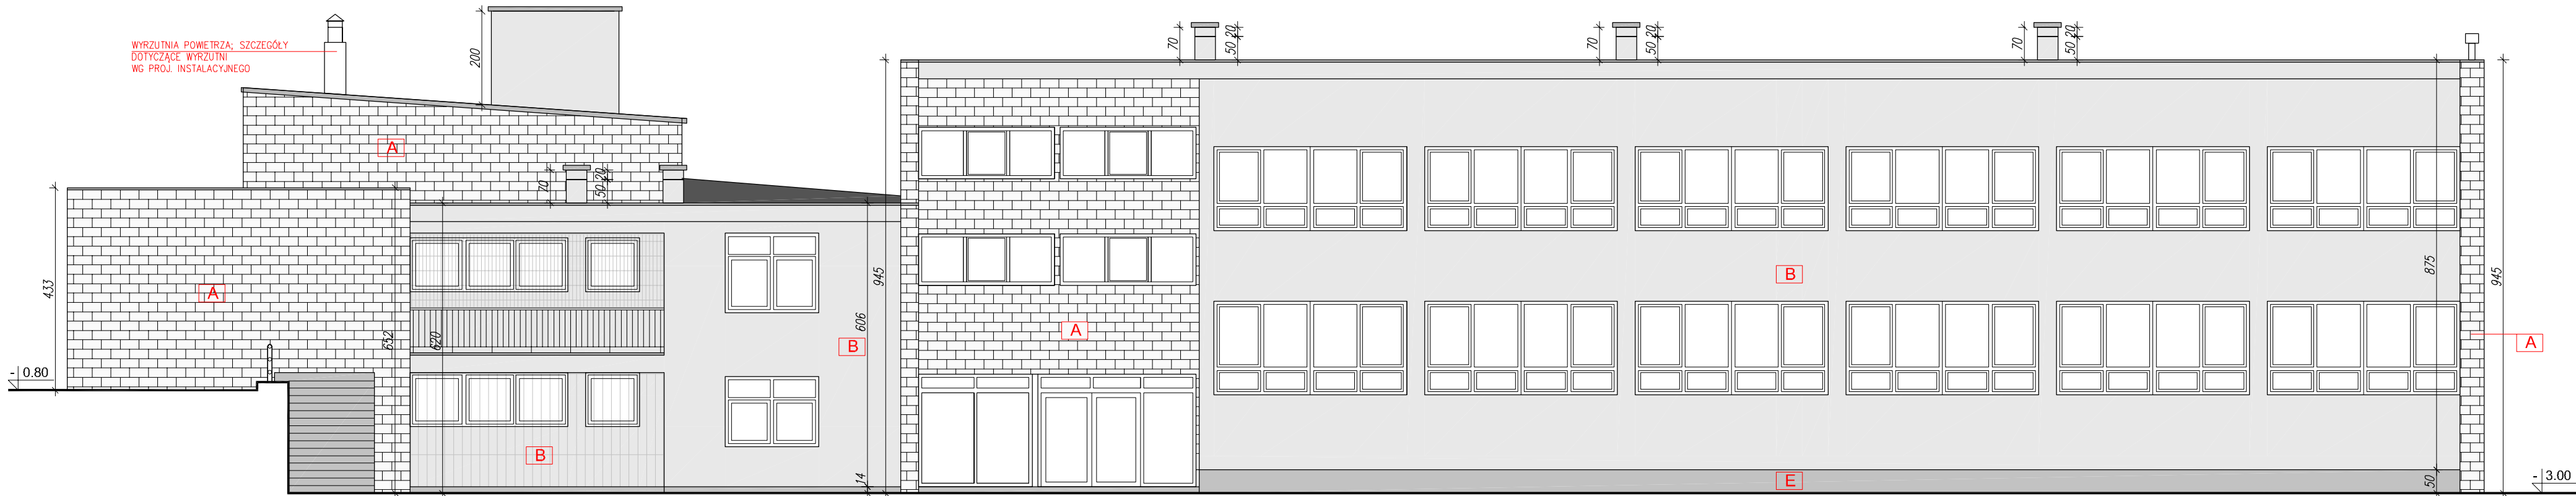 WYRZUTNIA POWIETRZA; SZCZEGÓŁY
DOTYCZĄCE WYRZUTNI
WG PROJ. INSTALACYJNEGO
200
70
50 20
70
50 20
70
50 20
A
70
50 20
433
A
652
620
606
B
945
A
B
875
945
A
- 0.80
B
14
E
50
- 3.00